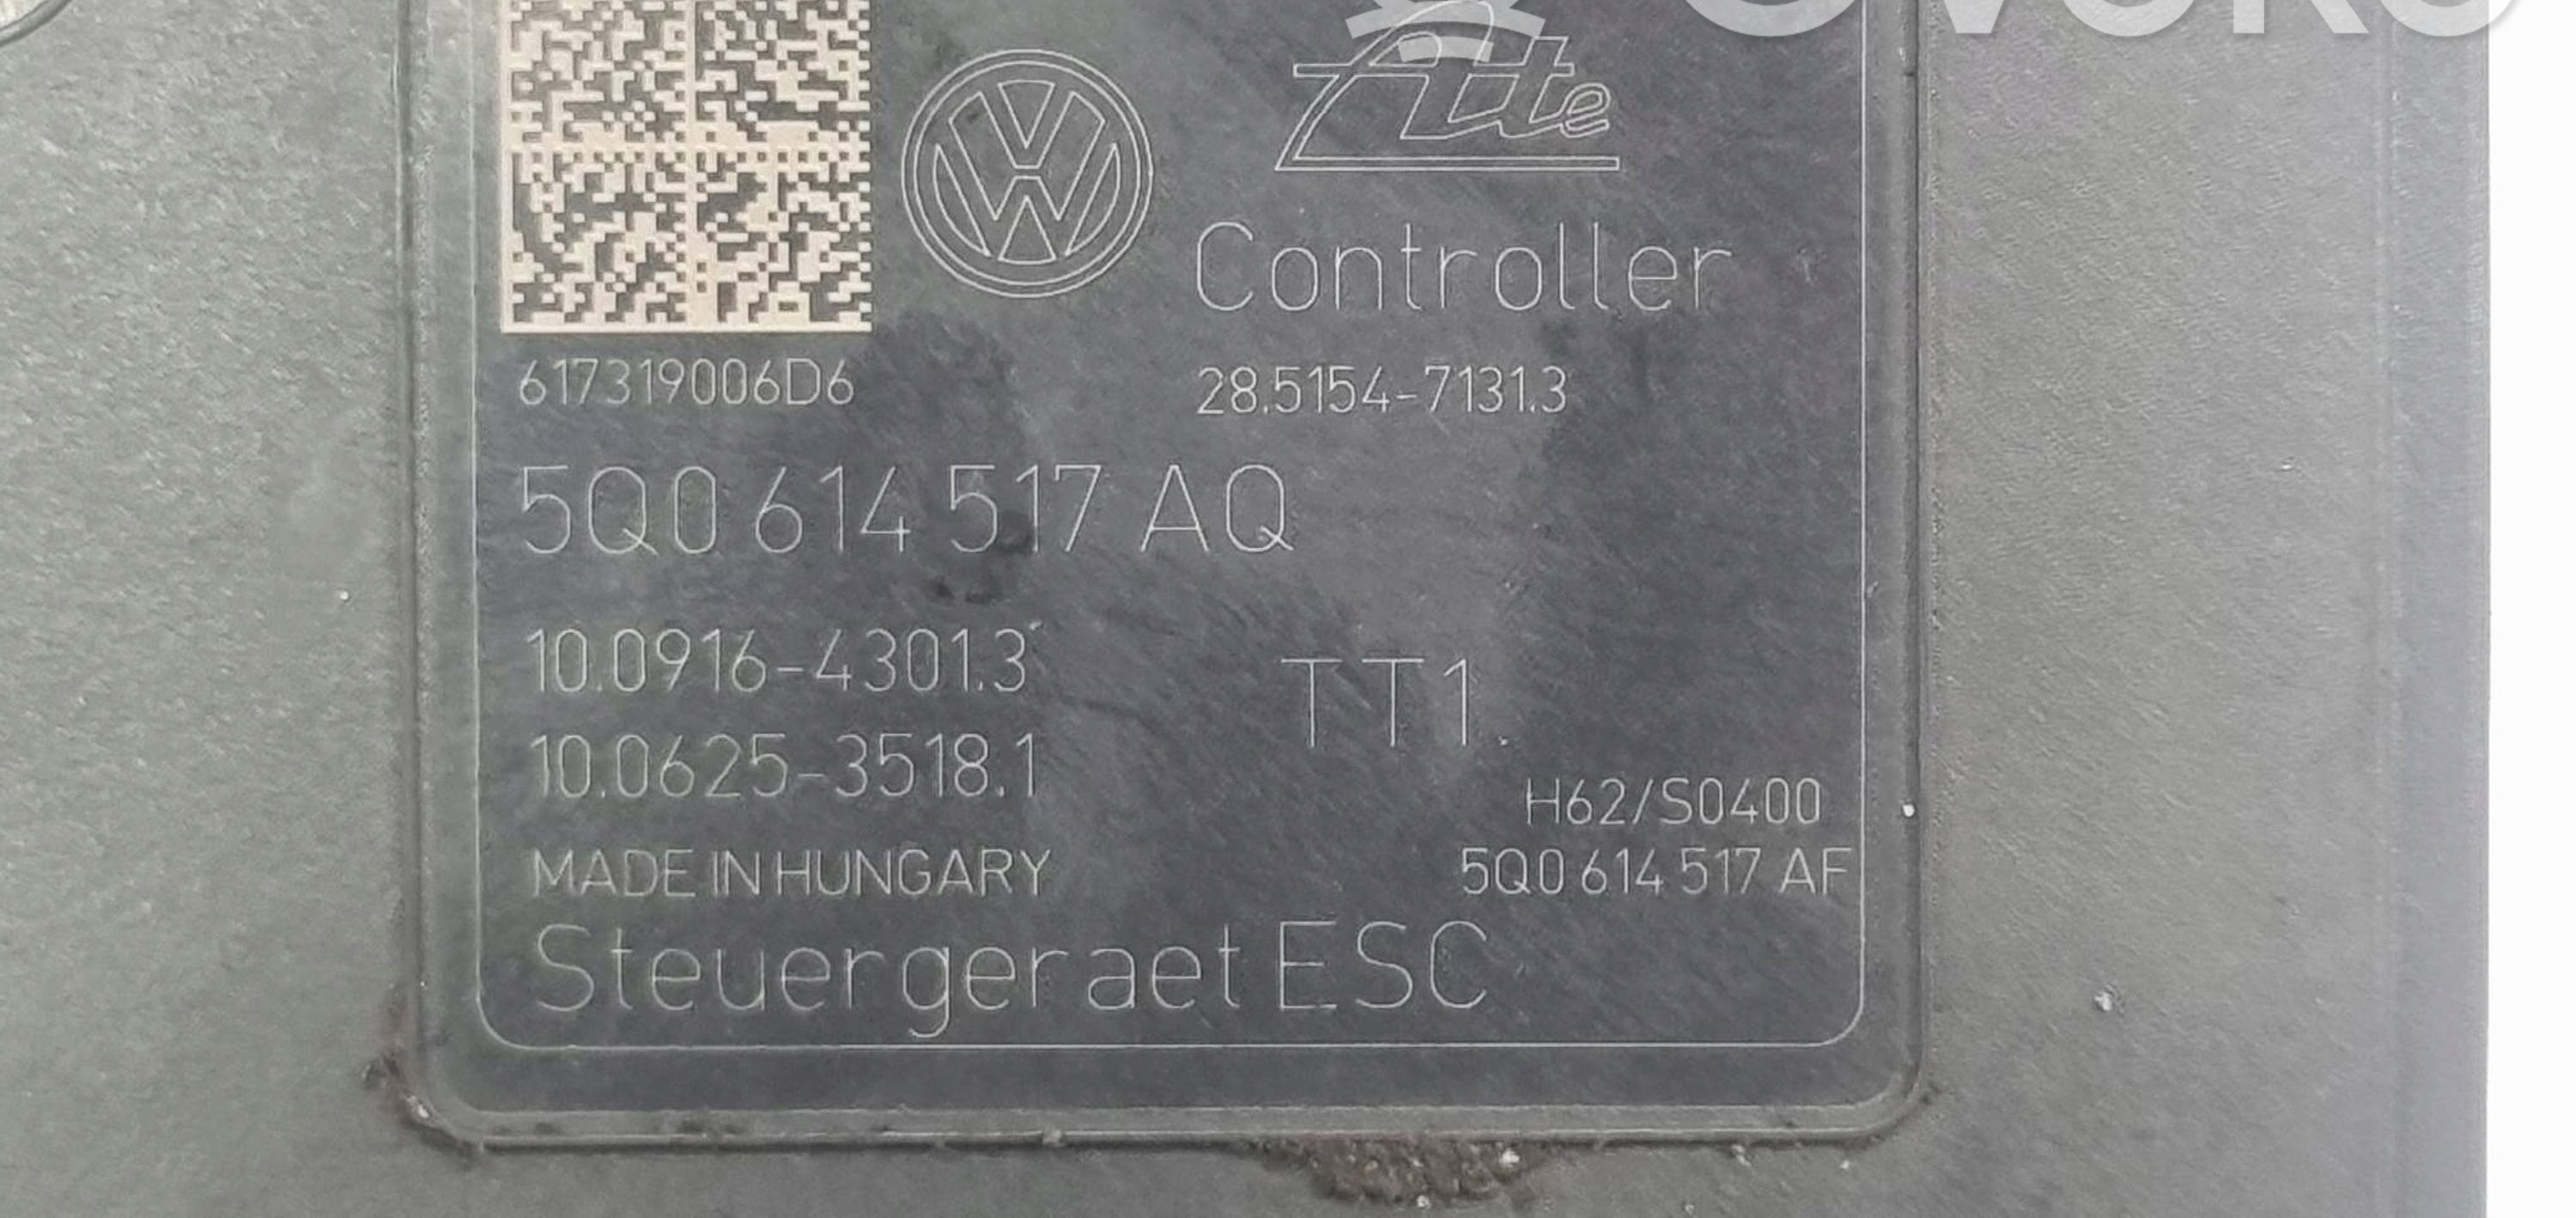 Ate
Controller
617319006D6
28.5154-7131.3
5Q0 614 517 AQ
10.0916-4301.3
TT1.
10.0625-3518.1
H62/S0400
MADE IN HUNGARY
5Q0 614 517 AF
Steuergeraet ESC